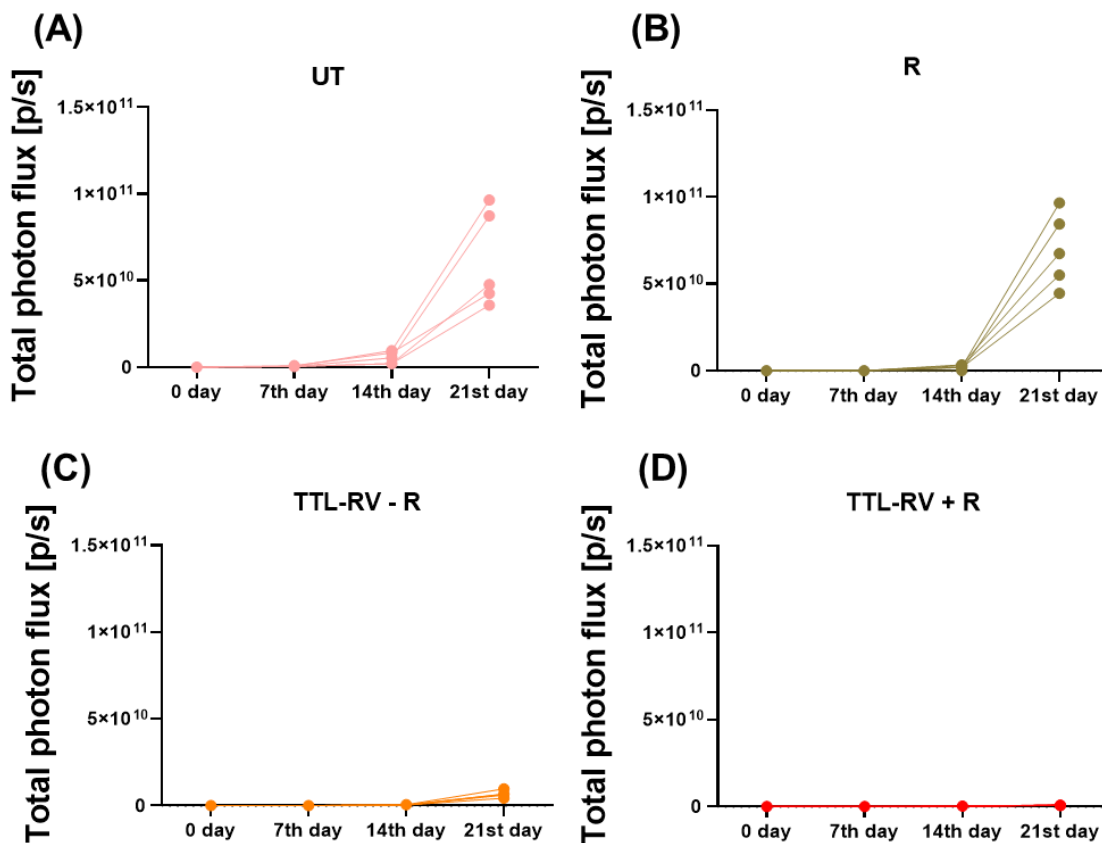 (A)
UT
Total photon flux [p/s]
1.5×10¹¹
1×10¹¹
5×10¹⁰
0
0 day 7th day 14th day 21st day
(B)
R
Total photon flux [p/s]
1.5×10¹¹
1×10¹¹
5×10¹⁰
0
0 day 7th day 14th day 21st day
(C)
TTL-RV - R
Total photon flux [p/s]
1.5×10¹¹
1×10¹¹
5×10¹⁰
0
0 day 7th day 14th day 21st day
(D)
TTL-RV + R
Total photon flux [p/s]
1.5×10¹¹
1×10¹¹
5×10¹⁰
0
0 day 7th day 14th day 21st day